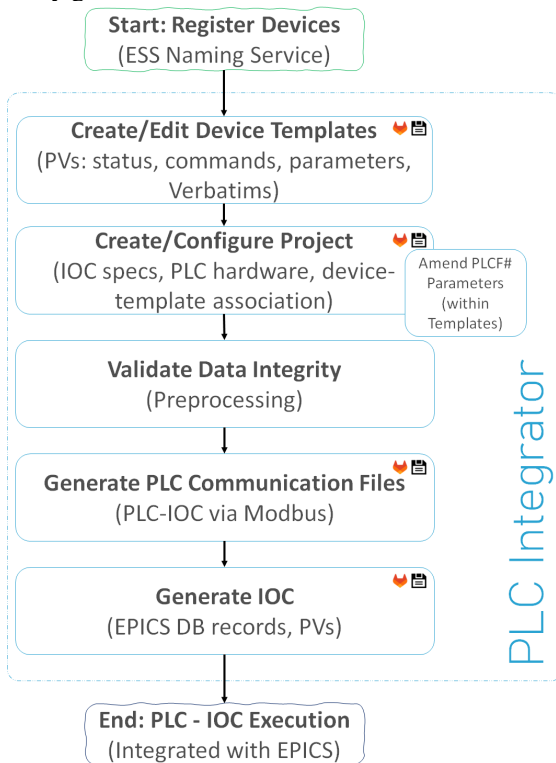 Start: Register Devices
(ESS Naming Service)
Create/Edit Device Templates
(PVs: status, commands, parameters,
Verbatims)
Create/Configure Project
(IOC specs, PLC hardware, device-
template association)
Amend PLCF#
Parameters
(within
Templates)
Validate Data Integrity
(Preprocessing)
Generate PLC Communication Files
(PLC-IOC via Modbus)
Generate IOC
(EPICS DB records, PVs)
PLC Integrator
End: PLC - IOC Execution
(Integrated with EPICS)